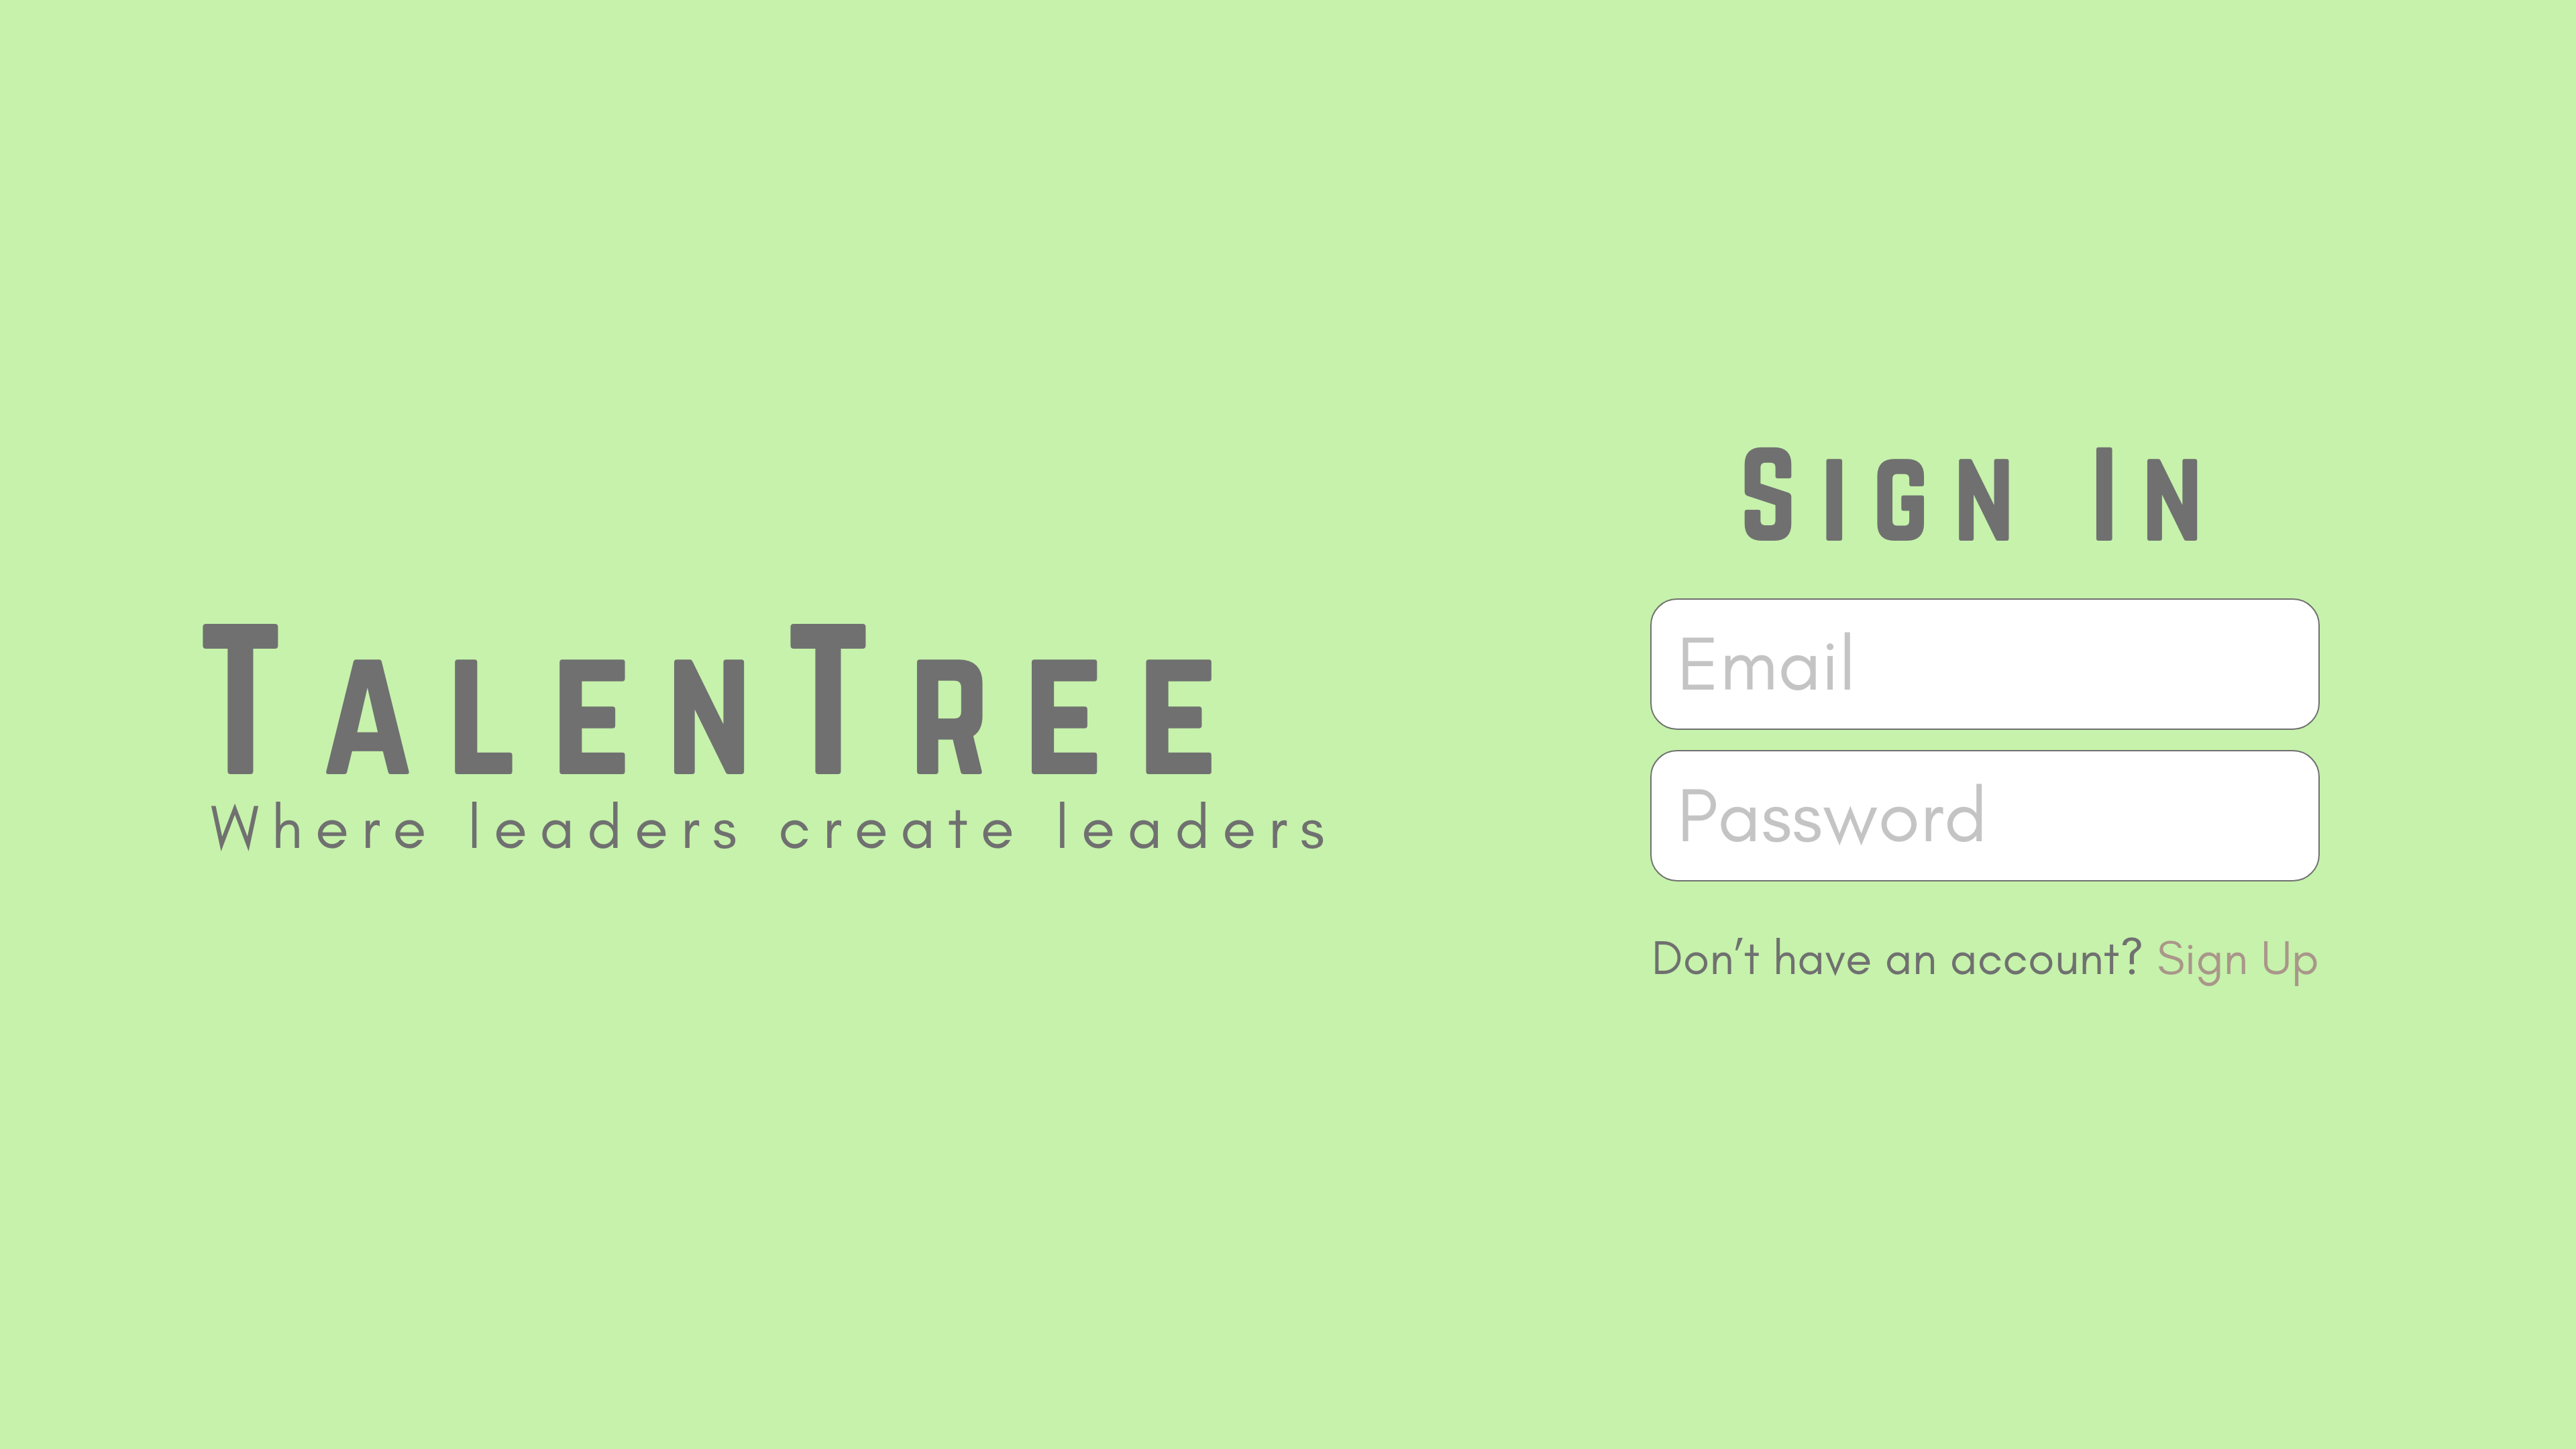 TalenTree
Where leaders create leaders
Sign In
Email
Password
Don’t have an account? Sign Up